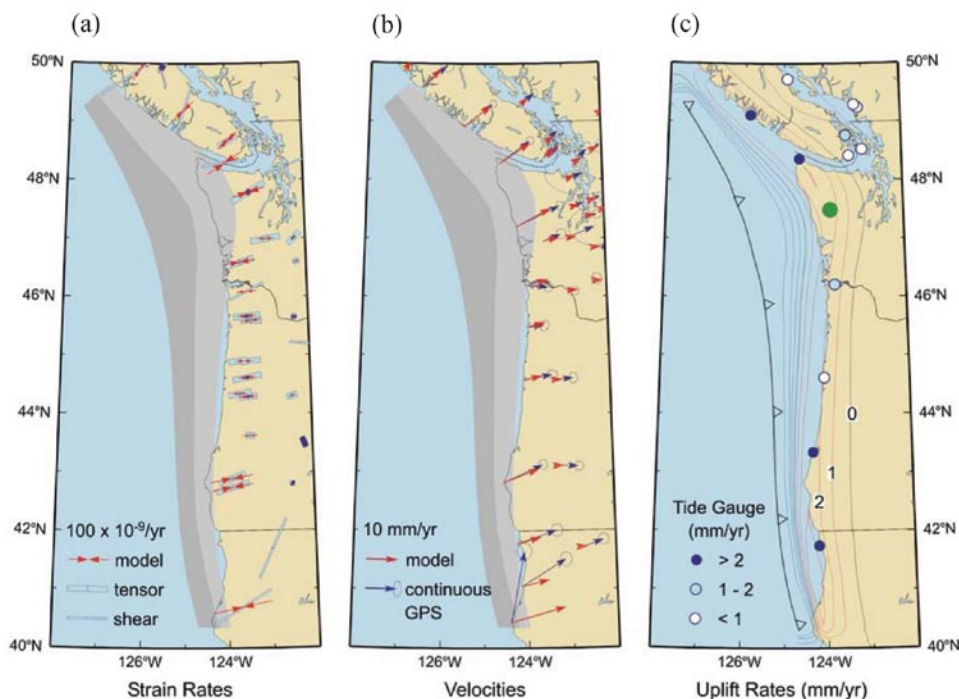 (a)
(b)
(c)
50°N
48°N
46°N
44°N
42°N
40°N
126°W
124°W
100 x 10⁻⁹/yr
model
tensor
shear
Strain Rates
126°W
124°W
10 mm/yr
model
continuous
GPS
Velocities
50°N
48°N
46°N
44°N
42°N
40°N
126°W
124°W
0
1
2
Tide Gauge
(mm/yr)
> 2
1 - 2
< 1
Uplift Rates (mm/yr)